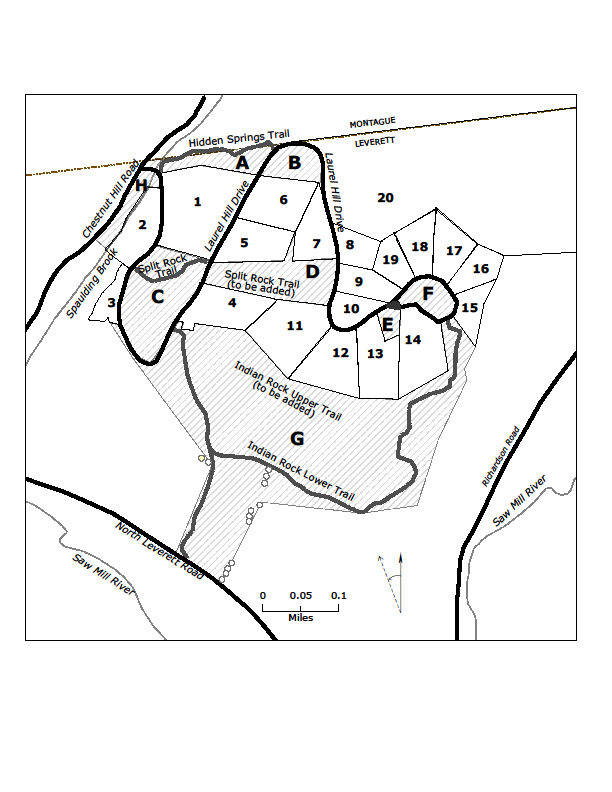 MONTAGUE
Hidden Springs Trail
LEVERETT
A
B
H
Chestnut Hill Road
Laurel Hill Drive
Laurel Hill Drive
1
6
20
2
5
7
8
18
17
19
16
Spaulding Brook
Split Rock
Trail
D
Split Rock Trail
(to be added)
9
C
3
4
10
F
15
11
E
14
12
13
Indian Rock Upper Trail
(to be added)
G
Indian Rock Lower Trail
Richardson Road
Saw Mill River
North Leverett Road
Saw Mill River
0 0.05 0.1
Miles